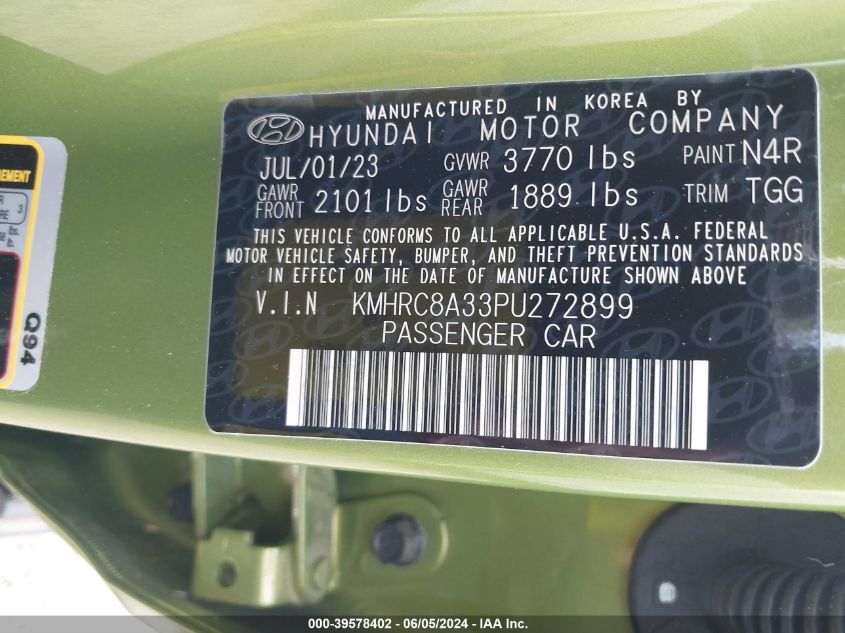 MANUFACTURED IN KOREA BY
HYUNDAI MOTOR COMPANY
JUL/01/23 GVWR 3770 lbs PAINT N4R
GAWR FRONT 2101 lbs GAWR REAR 1889 lbs TRIM TGG
THIS VEHICLE CONFORMS TO ALL APPLICABLE U.S.A. FEDERAL
MOTOR VEHICLE SAFETY, BUMPER, AND THEFT PREVENTION STANDARDS
IN EFFECT ON THE DATE OF MANUFACTURE SHOWN ABOVE
V.I.N KMHRC8A33PU272899
PASSENGER CAR
3
lbs.
lb.
Q94
000-39578402 - 06/05/2024 - IAA Inc.